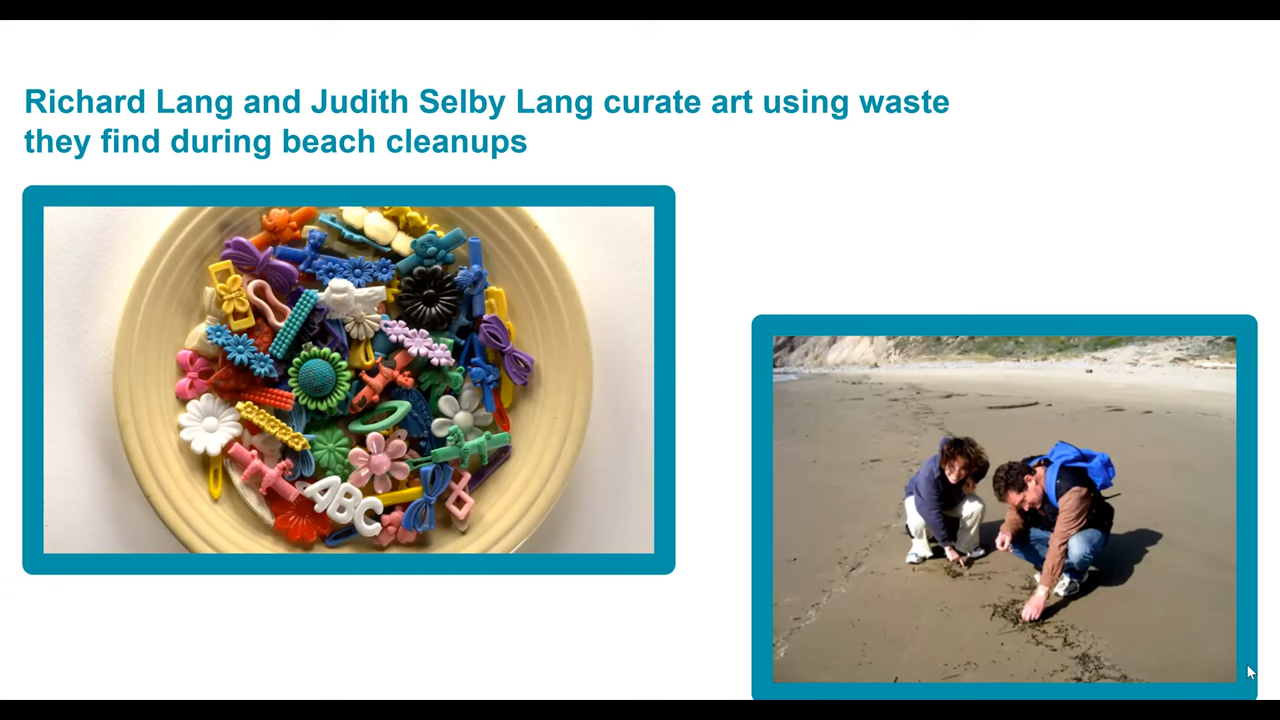 Richard Lang and Judith Selby Lang curate art using waste
they find during beach cleanups
ABC